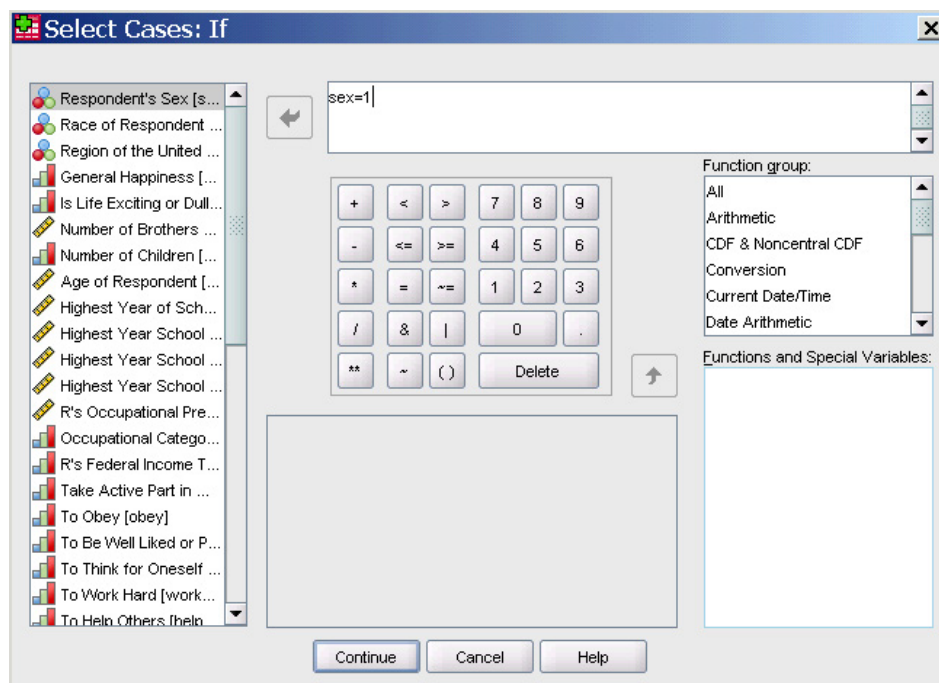 Select Cases: If
Respondent's Sex [s...
Race of Respondent ...
Region of the United ...
General Happiness [...
Is Life Exciting or Dull...
Number of Brothers ...
Number of Children [...
Age of Respondent [...
Highest Year of Sch...
Highest Year School ...
Highest Year School ...
Highest Year School ...
R's Occupational Pre...
Occupational Catego...
R's Federal Income T...
Take Active Part in ...
To Obey [obey]
To Be Well Liked or P...
To Think for Oneself ...
To Work Hard [work...
To Help Others [help
sex=1
+ < > 7 8 9
- <= >= 4 5 6
* = ~= 1 2 3
/ & | 0 .
** ~ ( ) Delete
Function group:
All
Arithmetic
CDF & Noncentral CDF
Conversion
Current Date/Time
Date Arithmetic
Functions and Special Variables:
Continue Cancel Help